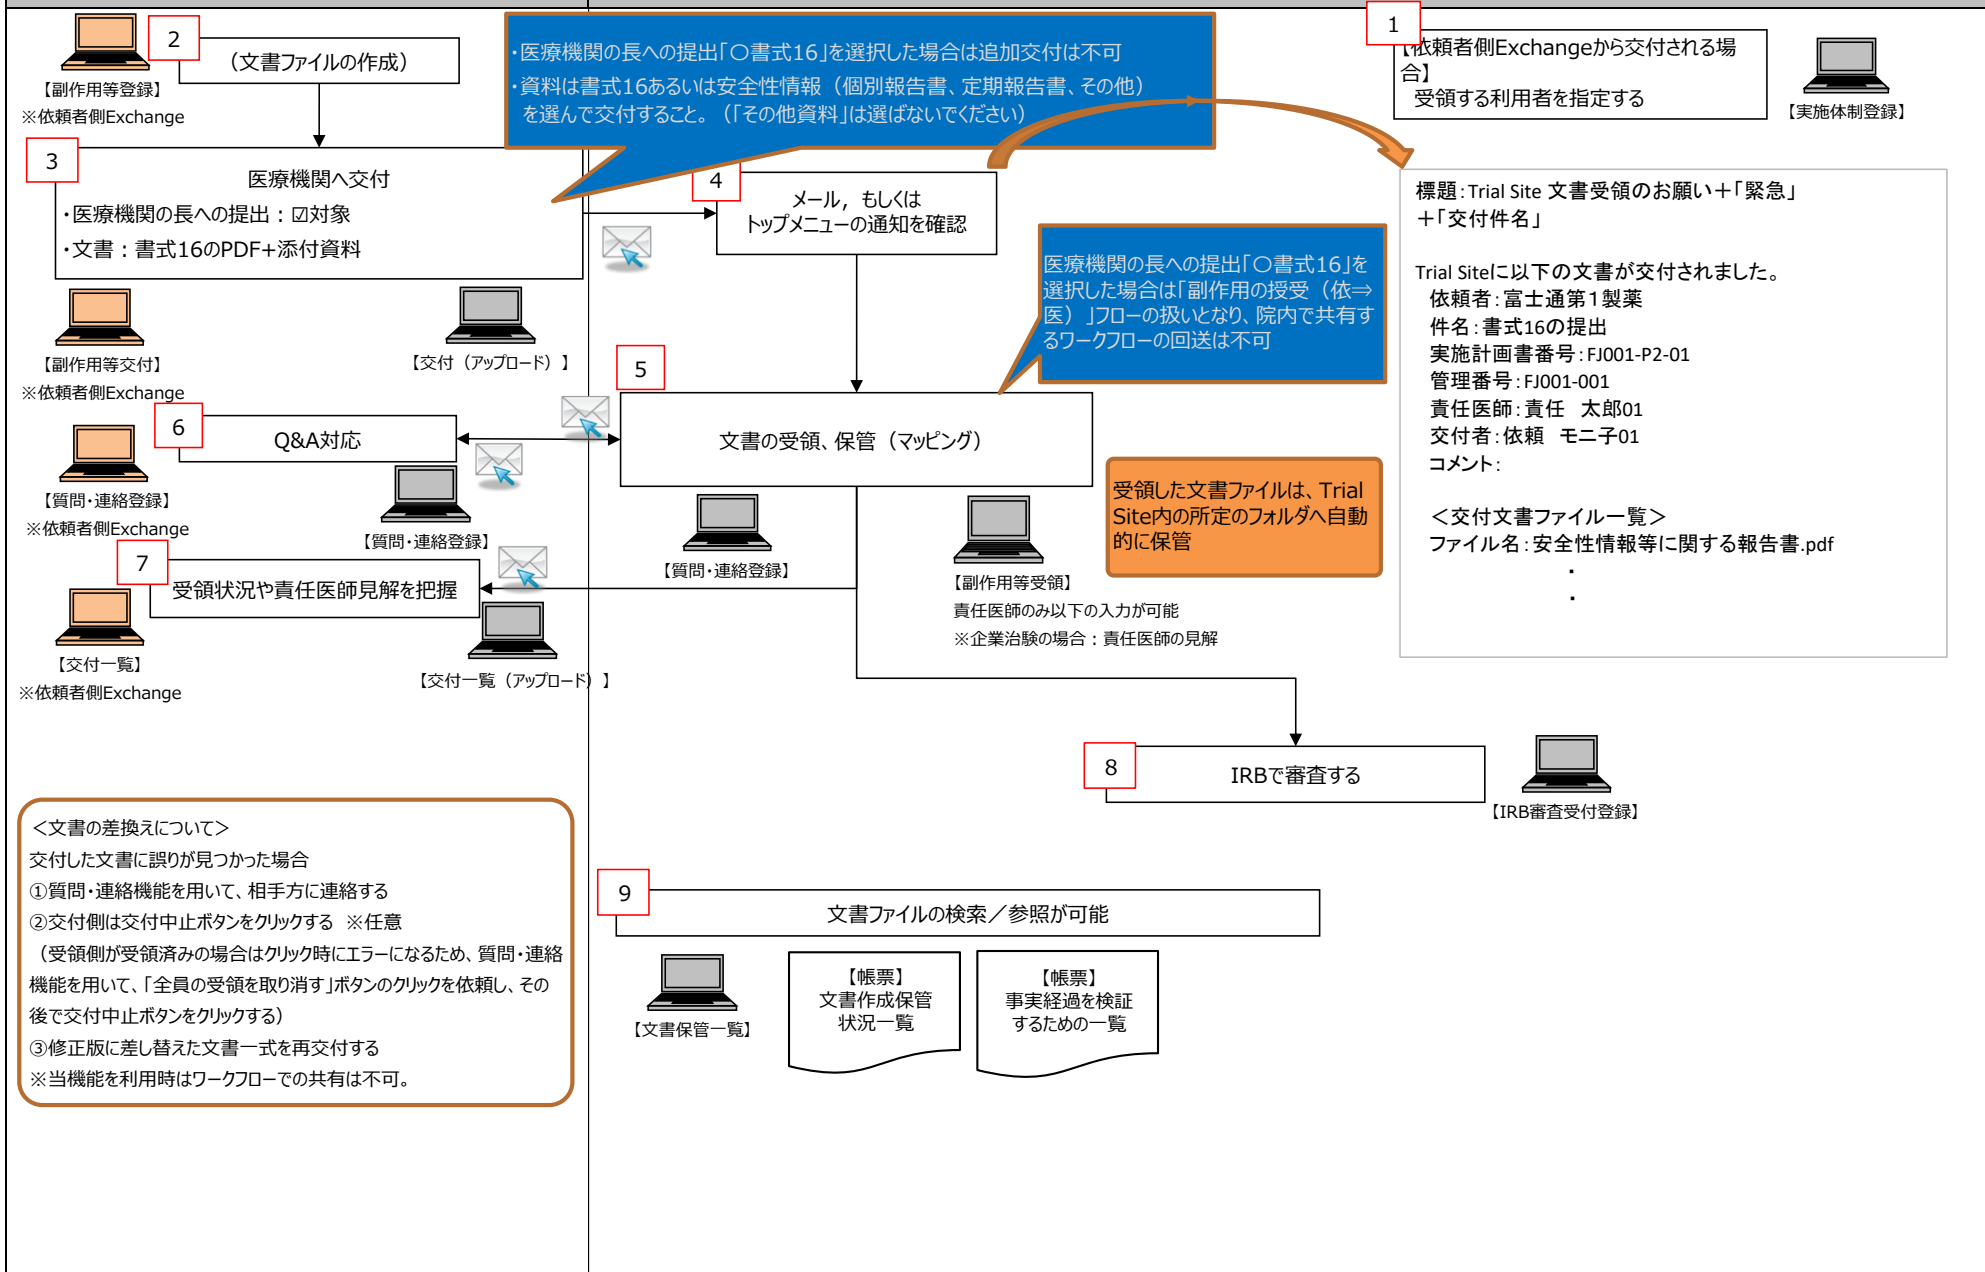 1
【依頼者側Exchangeから交付される場
合】
受領する利用者を指定する
【実施体制登録】
2
（文書ファイルの作成）
【副作用等登録】
※依頼者側Exchange
・医療機関の長への提出「〇書式16」を選択した場合は追加交付は不可
・資料は書式16あるいは安全性情報（個別報告書、定期報告書、その他）
を選んで交付すること。（「その他資料」は選ばないでください）
3
医療機関へ交付
・医療機関の長への提出：☑対象
・文書：書式16のPDF+添付資料
【副作用等交付】
※依頼者側Exchange
【交付（アップロード）】
4
メール，もしくは
トップメニューの通知を確認
医療機関の長への提出「〇書式16」を
選択した場合は「副作用の授受（依⇒
医）」フローの扱いとなり、院内で共有す
るワークフローの回送は不可
標題：Trial Site 文書受領のお願い＋「緊急」
＋「交付件名」
Trial Siteに以下の文書が交付されました。
依頼者：富士通第１製薬
件名：書式16の提出
実施計画書番号：FJ001-P2-01
管理番号：FJ001-001
責任医師：責任　太郎01
交付者：依頼　モニ子01
コメント：
＜交付文書ファイル一覧＞
ファイル名：安全性情報等に関する報告書.pdf
・
・
5
文書の受領、保管（マッピング）
【質問・連絡登録】
【副作用等受領】
責任医師のみ以下の入力が可能
※企業治験の場合：責任医師の見解
受領した文書ファイルは、Trial
Site内の所定のフォルダへ自動
的に保管
6
Q&A対応
【質問・連絡登録】
※依頼者側Exchange
【質問・連絡登録】
7
受領状況や責任医師見解を把握
【交付一覧】
※依頼者側Exchange
【交付一覧（アップロード）】
8
IRBで審査する
【IRB審査受付登録】
＜文書の差換えについて＞
交付した文書に誤りが見つかった場合
①質問・連絡機能を用いて、相手方に連絡する
②交付側は交付中止ボタンをクリックする　※任意
（受領側が受領済みの場合はクリック時にエラーになるため、質問・連絡
機能を用いて、「全員の受領を取り消す」ボタンのクリックを依頼し、その
後で交付中止ボタンをクリックする）
③修正版に差し替えた文書一式を再交付する
※当機能を利用時はワークフローでの共有は不可。
9
文書ファイルの検索／参照が可能
【文書保管一覧】
【帳票】
文書作成保管
状況一覧
【帳票】
事実経過を検証
するための一覧